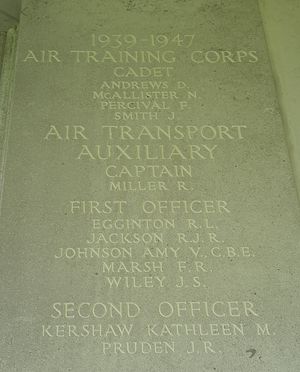 1939-1947
AIR TRAINING CORPS
CADET
ANDREWS D.
McALLISTER N.
PERCIVAL F.
SMITH J.
AIR TRANSPORT
AUXILIARY
CAPTAIN
MILLER R.
FIRST OFFICER
EGGINTON R.L.
JACKSON R.J.R.
JOHNSON AMY V., C.B.E.
MARSH F.R.
WILEY J.S.
SECOND OFFICER
KERSHAW KATHLEEN M.
PRUDEN J.R.